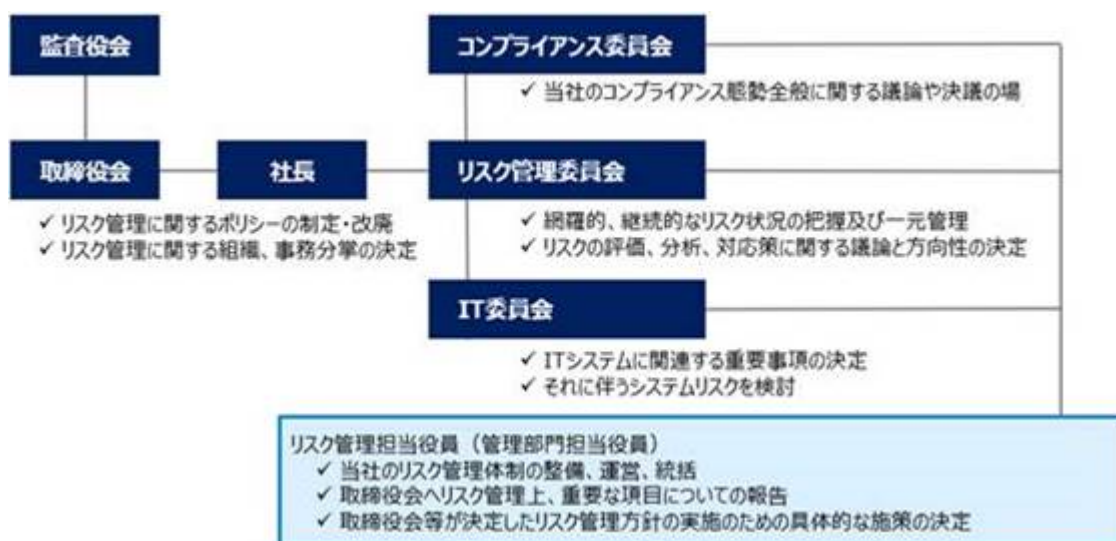 監査役会
コンプライアンス委員会
✓ 当社のコンプライアンス態勢全般に関する議論や決議の場
取締役会
社長
リスク管理委員会
✓ リスク管理に関するポリシーの制定・改廃
✓ リスク管理に関する組織、事務分掌の決定
✓ 網羅的、継続的なリスク状況の把握及び一元管理
✓ リスクの評価、分析、対応策に関する議論と方向性の決定
IT委員会
✓ ITシステムに関連する重要事項の決定
✓ それに伴うシステムリスクを検討
リスク管理担当役員（管理部門担当役員）
✓ 当社のリスク管理体制の整備、運営、統括
✓ 取締役会へリスク管理上、重要な項目についての報告
✓ 取締役会等が決定したリスク管理方針の実施のための具体的な施策の決定